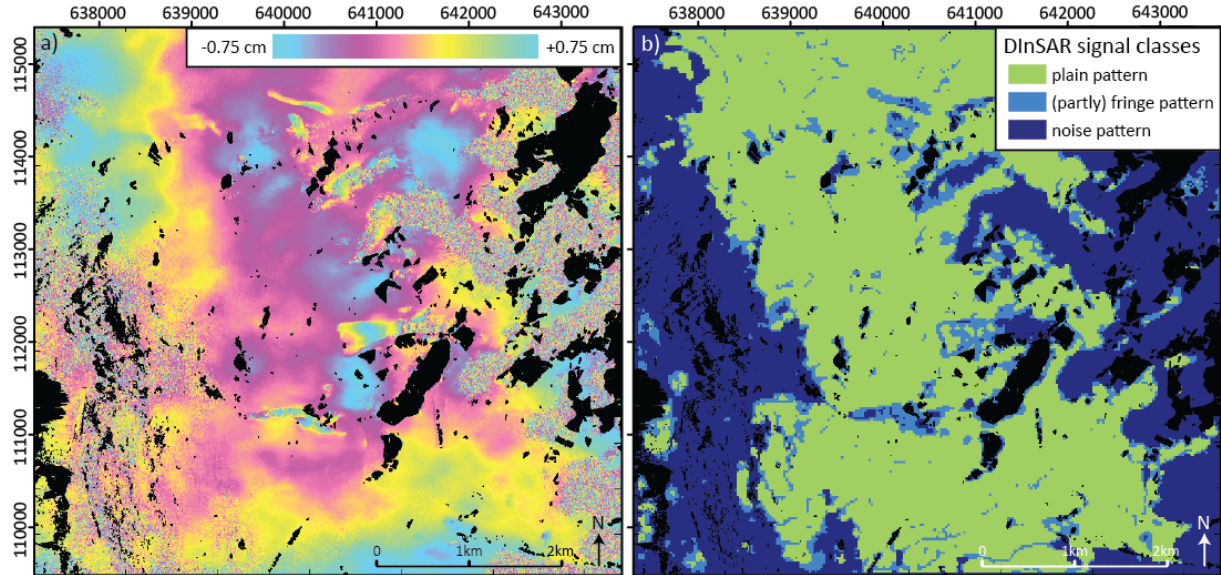 638000 639000 640000 641000 642000 643000
638000 639000 640000 641000 642000 643000
a)
-0.75 cm
+0.75 cm
b)
DInSAR signal classes
plain pattern
(partly) fringe pattern
noise pattern
115000
114000
113000
112000
111000
110000
N
0 1km 2km
N
0 1km 2km